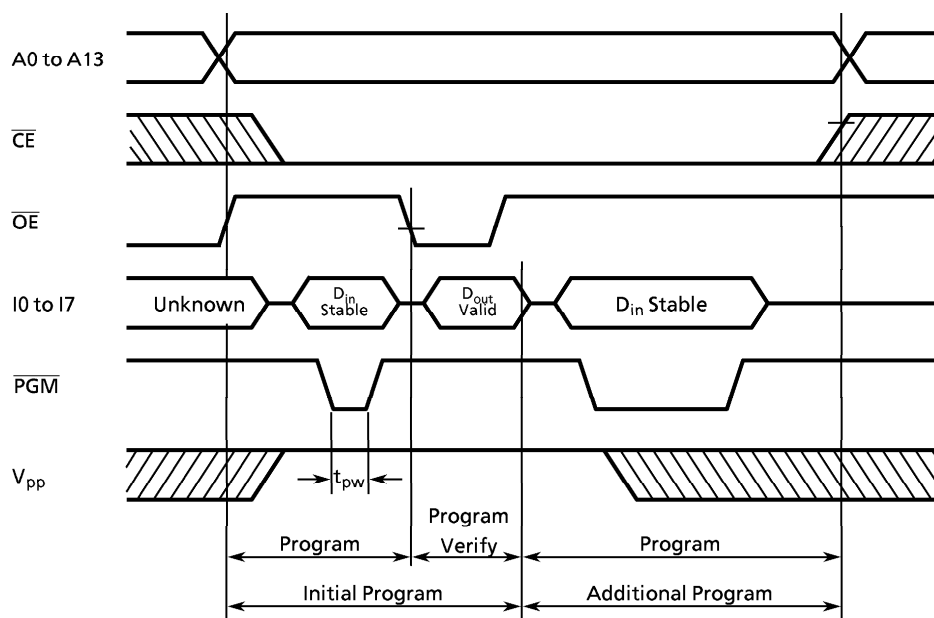 A0 to A13
CE
OE
I0 to I7
Unknown
Din
Stable
Dout
Valid
Din Stable
PGM
Vpp
tpw
Program
Program
Verify
Program
Initial Program
Additional Program